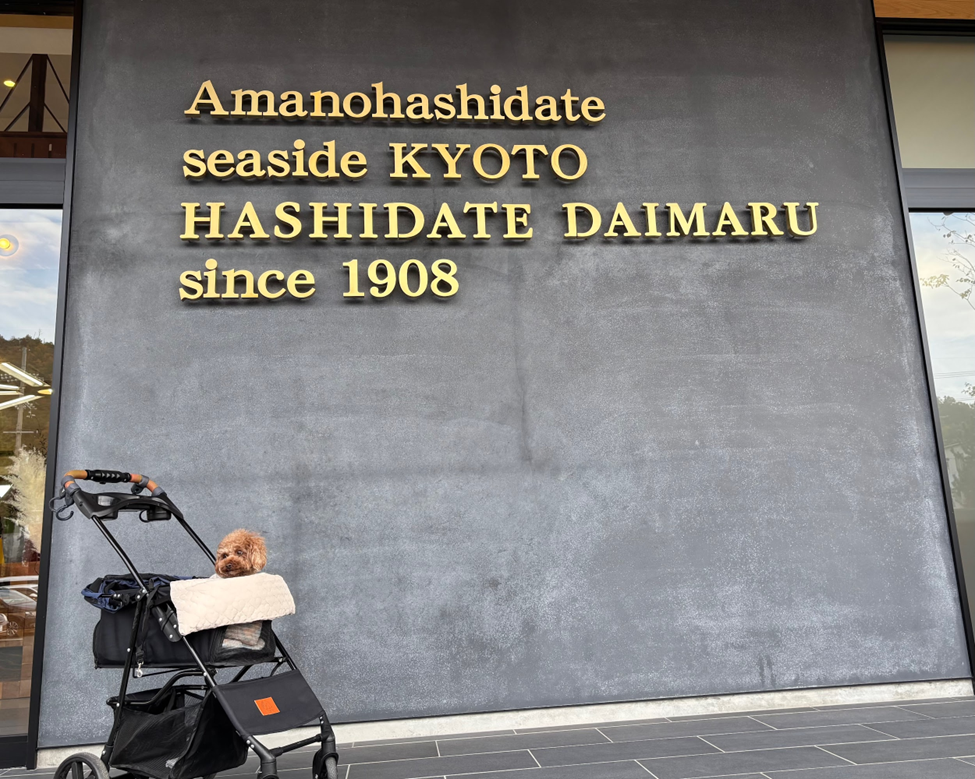 Amanohashidate
seaside KYOTO
HASHIDATE DAIMARU
since 1908